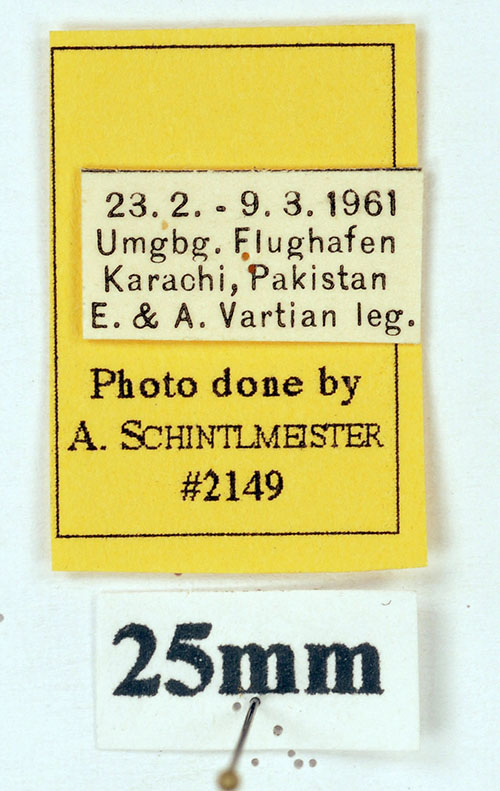 23. 2. - 9. 3. 1961
Umgbg. Flughafen
Karachi, Pakistan
E. & A. Vartian leg.
Photo done by
A. SCHINTLMEISTER
#2149
25mm